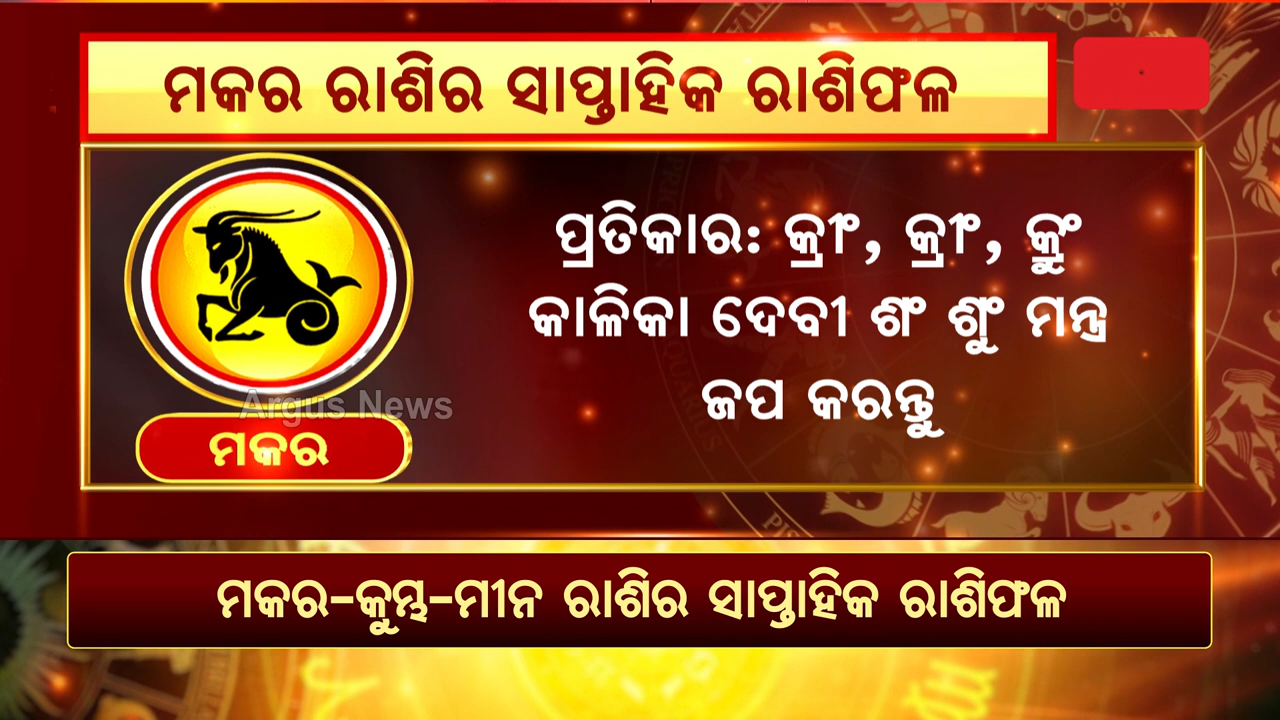 ମକର ରାଶିର ସାପ୍ତାହିକ ରାଶିଫଳ
ପ୍ରତିକାର: କ୍ରୀଂ, କ୍ରୀଂ, କ୍ରୁଂ
କାଳିକା ଦେବୀ ଶଂ ଶୁଂ ମନ୍ତ୍ର
ଜପ କରନ୍ତୁ
Argus News
ମକର
ମକର-କୁମ୍ଭ-ମୀନ ରାଶିର ସାପ୍ତାହିକ ରାଶିଫଳ